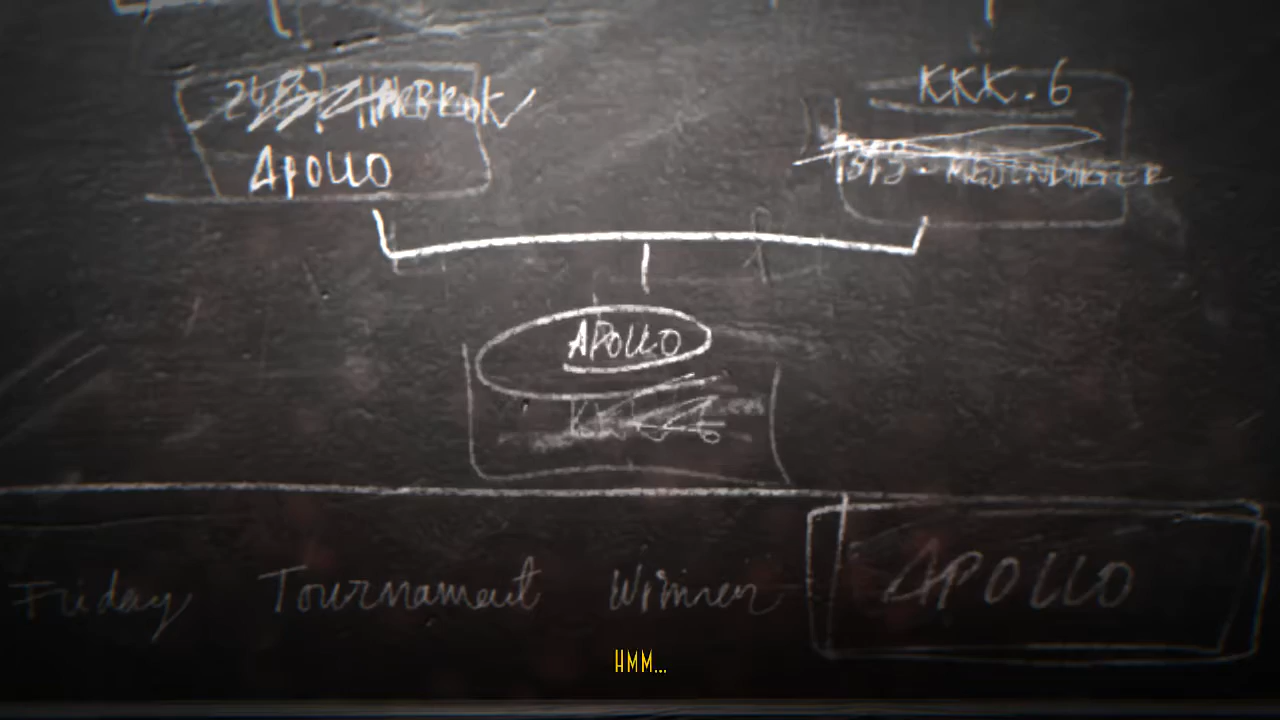 APOLLO
KKK.6
APOLLO
Friday Tournament Winner APOLLO
HMM...